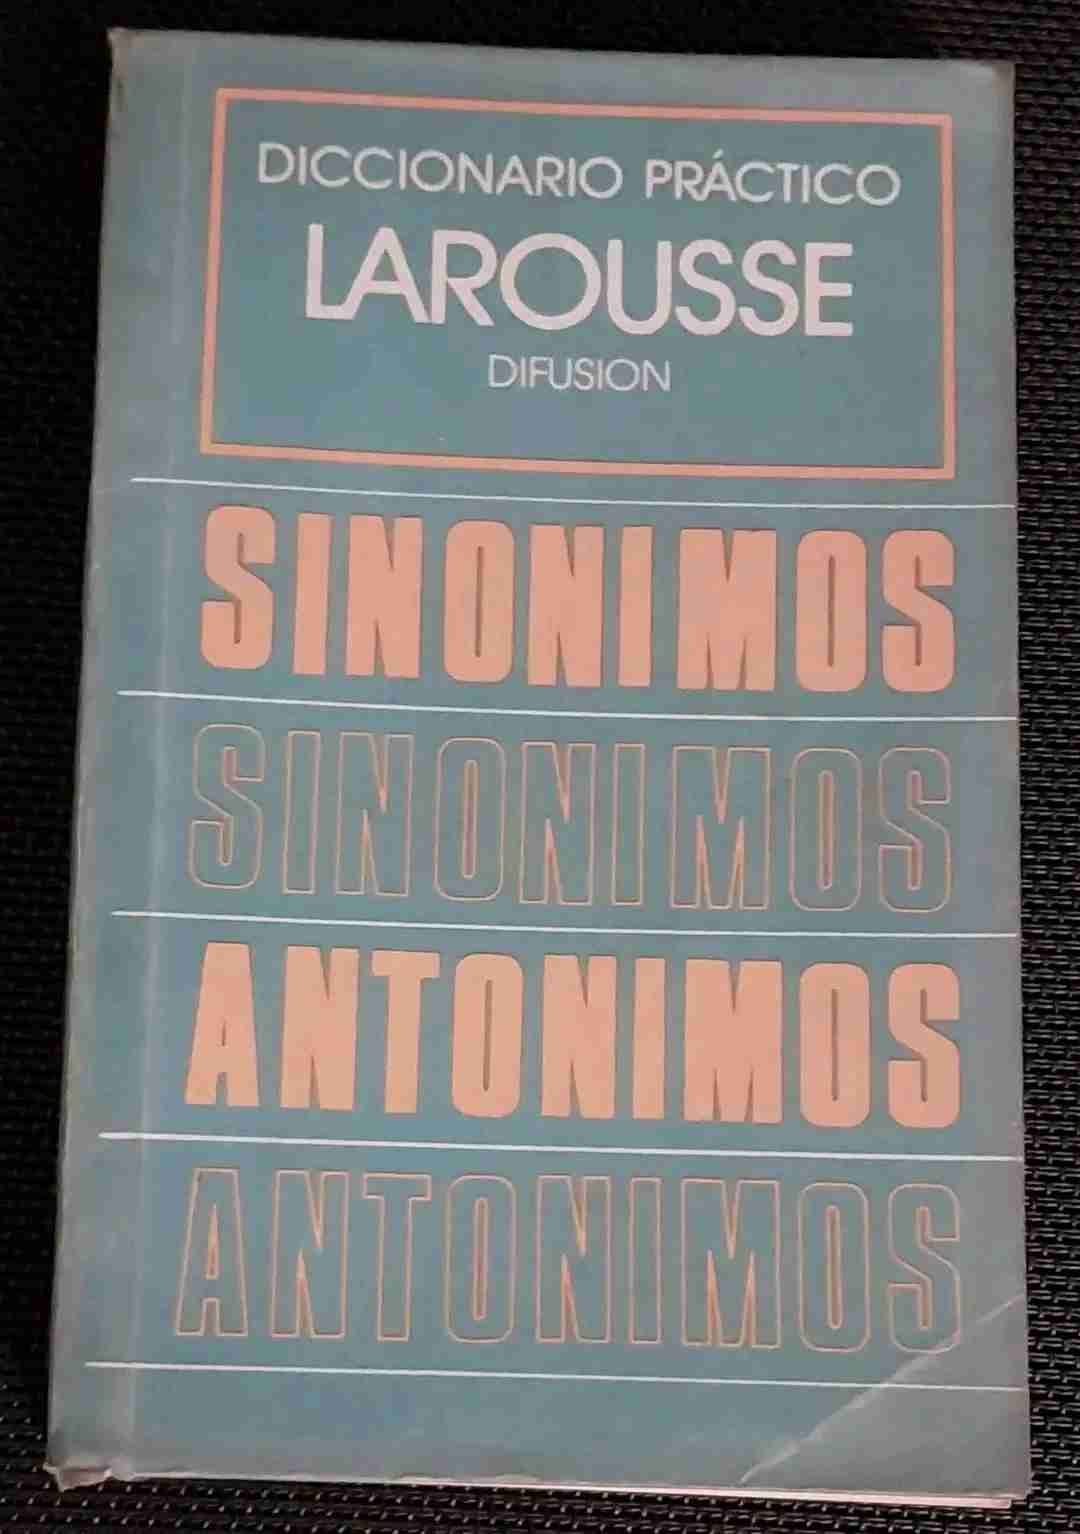 DICCIONARIO PRÁCTICO
LAROUSSE
DIFUSION
SINONIMOS
SINONIMOS
ANTONIMOS
ANTONIMOS